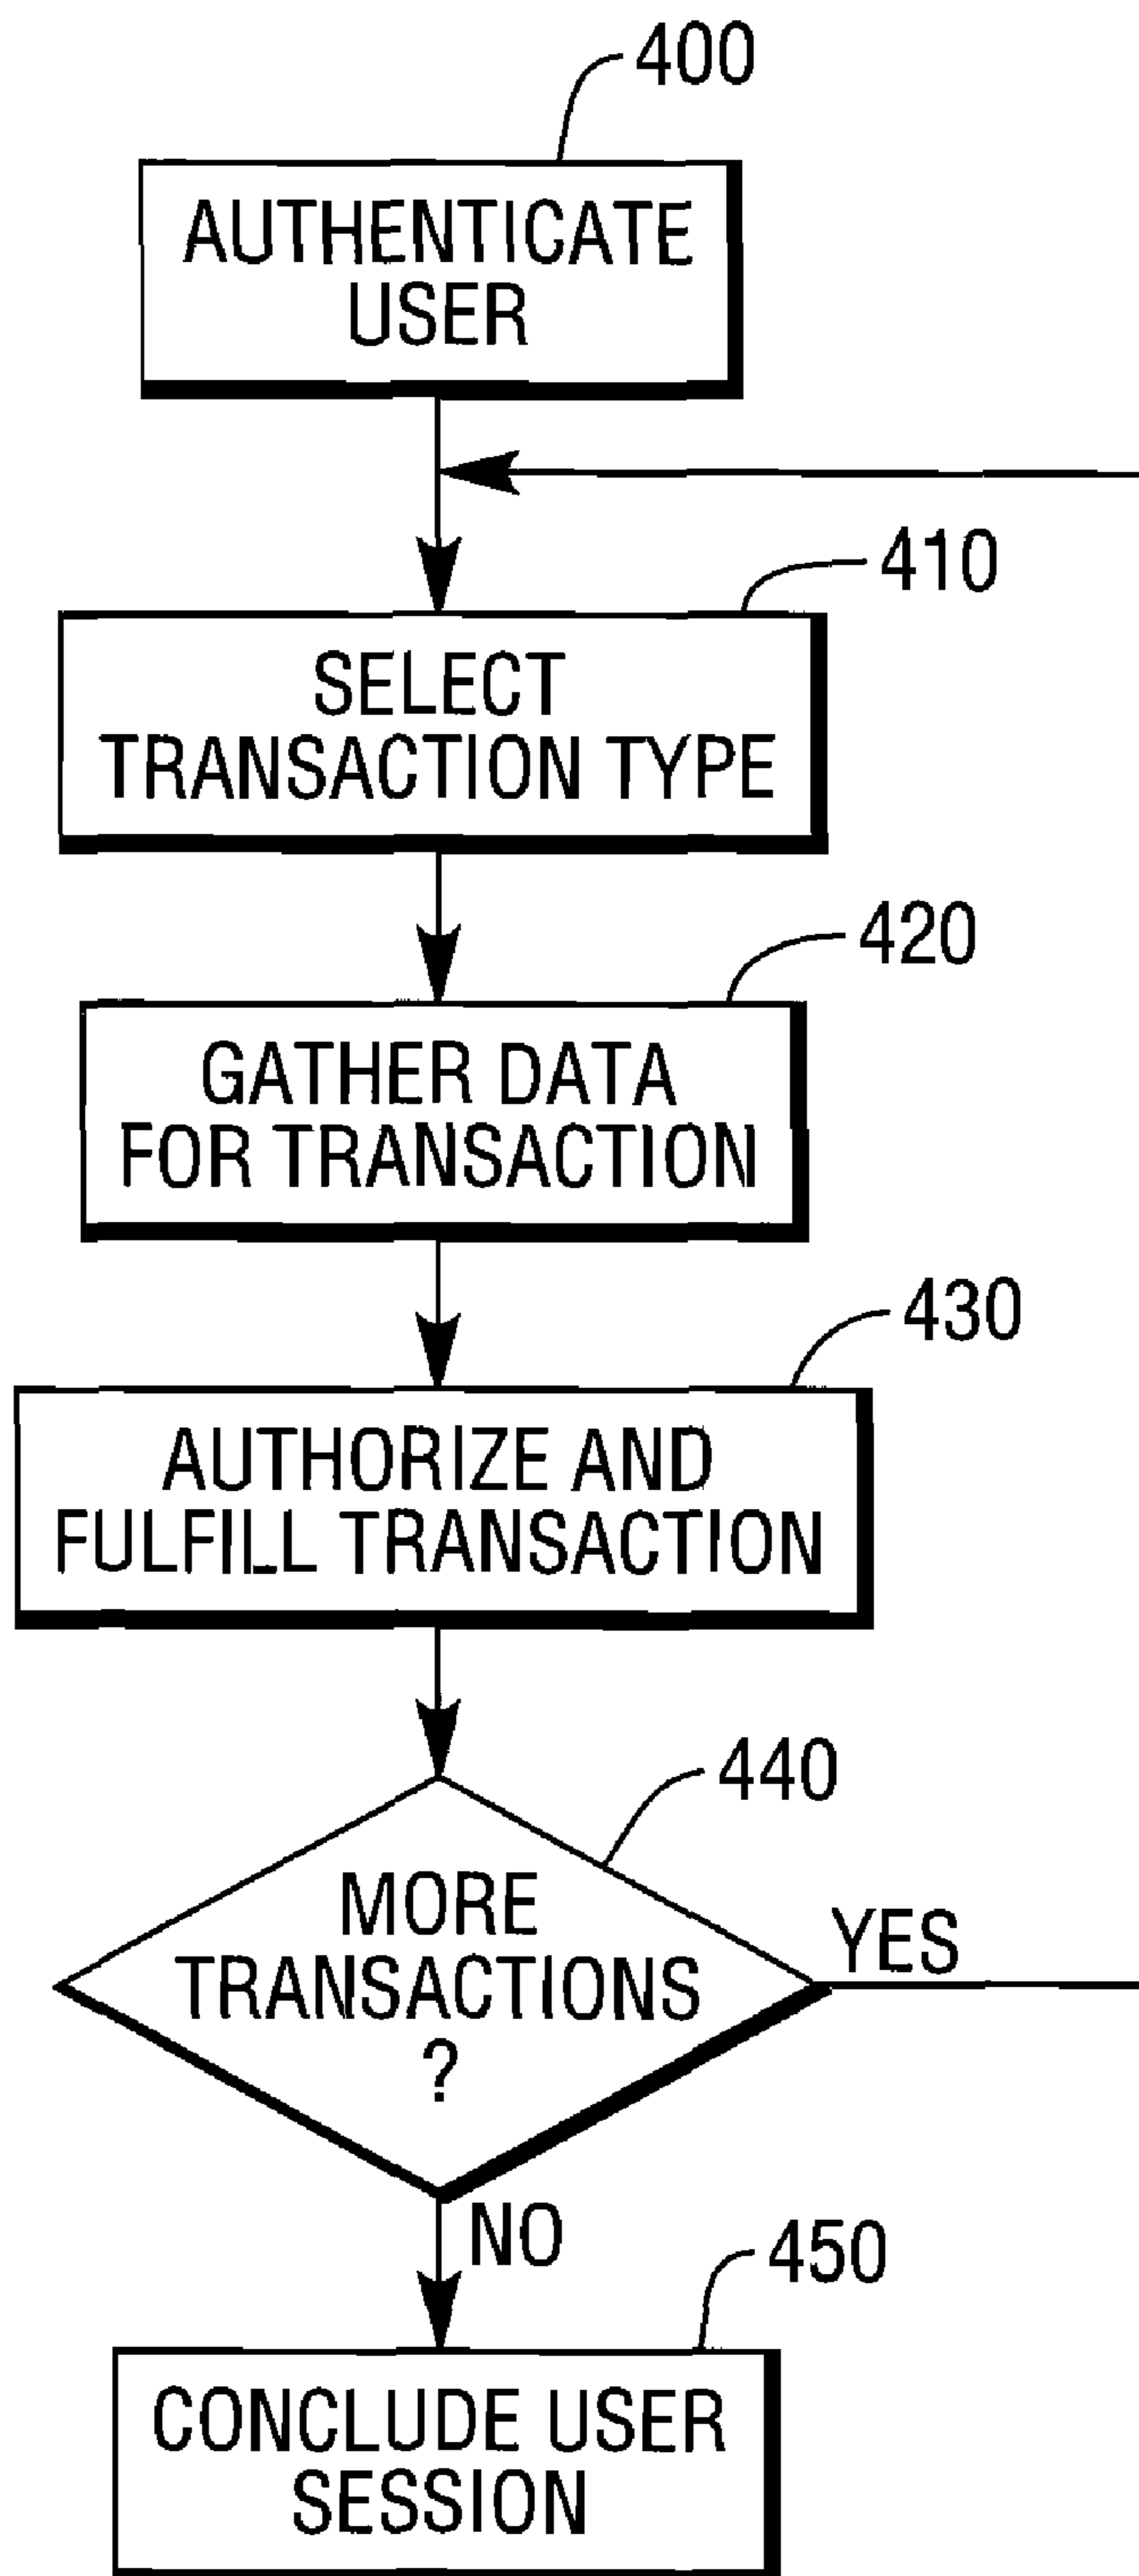 400
AUTHENTICATE
USER
410
SELECT
TRANSACTION TYPE
420
GATHER DATA
FOR TRANSACTION
430
AUTHORIZE AND
FULFILL TRANSACTION
440
MORE
TRANSACTIONS
?
YES
NO
450
CONCLUDE USER
SESSION